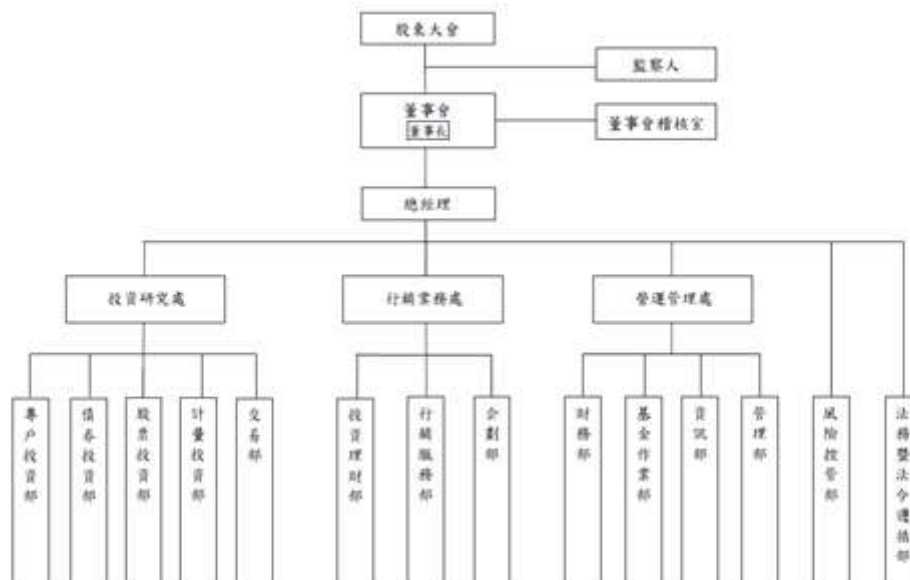 股東大會
監察人
董事會
董事長
董事會稽核室
總經理
投資研究處
行銷業務處
營運管理處
專戶投資部
債券投資部
股票投資部
計量投資部
交易部
投資理財部
行銷服務部
企劃部
財務部
基金作業部
資訊部
管理部
風險控管部
法務暨法令遵循部